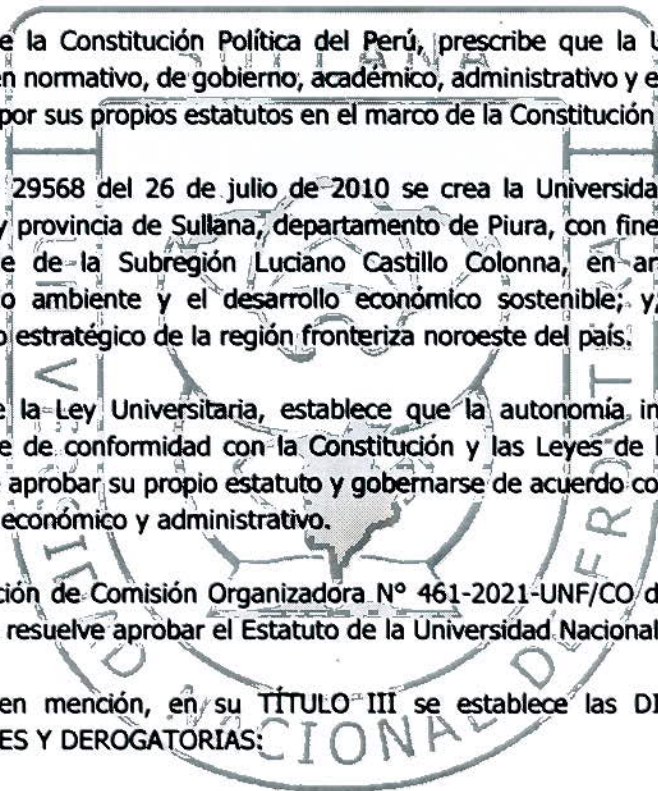 e la Constitución Política del Perú, prescribe que la U
en normativo, de gobierno, académico, administrativo y e
por sus propios estatutos en el marco de la Constitución
29568 del 26 de julio de 2010 se crea la Universida
y provincia de Sullana, departamento de Piura, con fine
e de la Subregión Luciano Castillo Colonna, en ar
o ambiente y el desarrollo económico sostenible; y,
o estratégico de la región fronteriza noroeste del país.
e la Ley Universitaria, establece que la autonomía in
e de conformidad con la Constitución y las Leyes de l
e aprobar su propio estatuto y gobernarse de acuerdo co
económico y administrativo.
ción de Comisión Organizadora Nº 461-2021-UNF/CO d
resuelve aprobar el Estatuto de la Universidad Nacional
en mención, en su TÍTULO III se establece las DI
ES Y DEROGATORIAS:
SULLANA